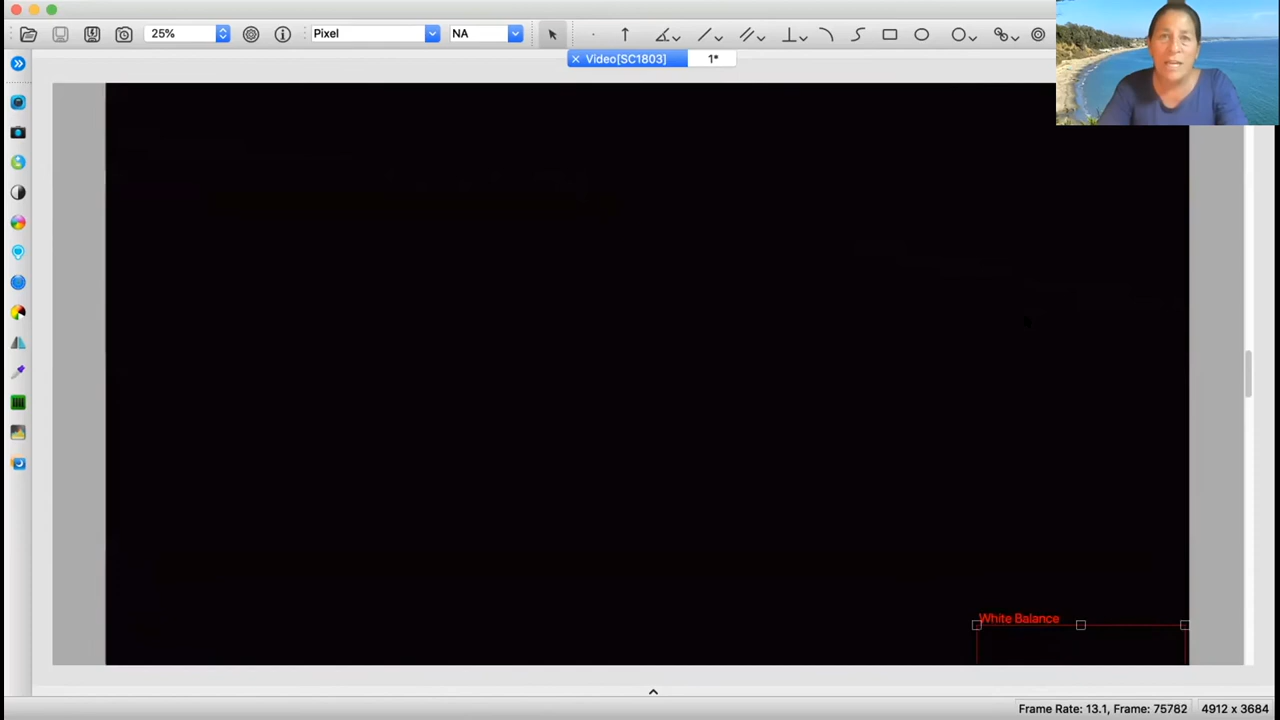 25%
Pixel
NA
Video[SC1803]
1*
White Balance
Frame Rate: 13.1, Frame: 75782
4912 x 3684